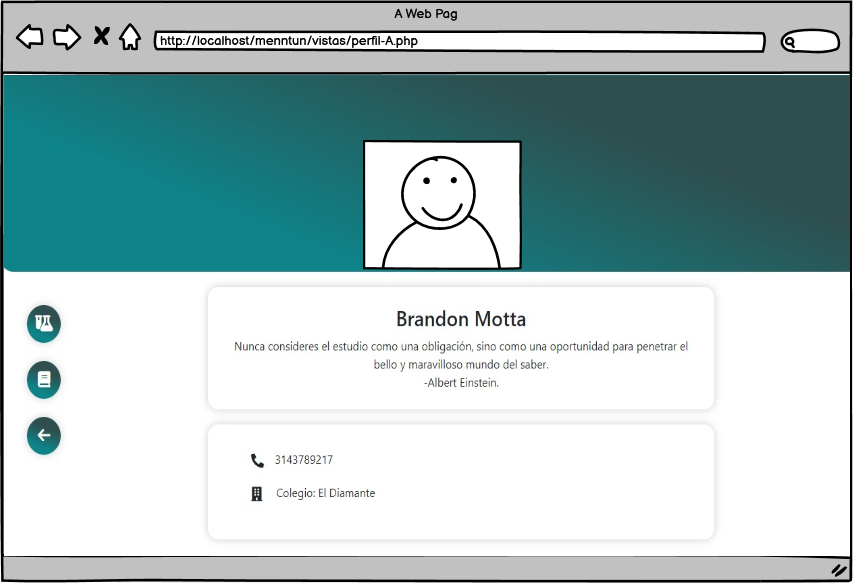 A Web Pag
http://localhost/menntun/vistas/perfil-A.php
Brandon Motta
Nunca consideres el estudio como una obligación, sino como una oportunidad para penetrar el
bello y maravilloso mundo del saber.
-Albert Einstein.
3143789217
Colegio: El Diamante